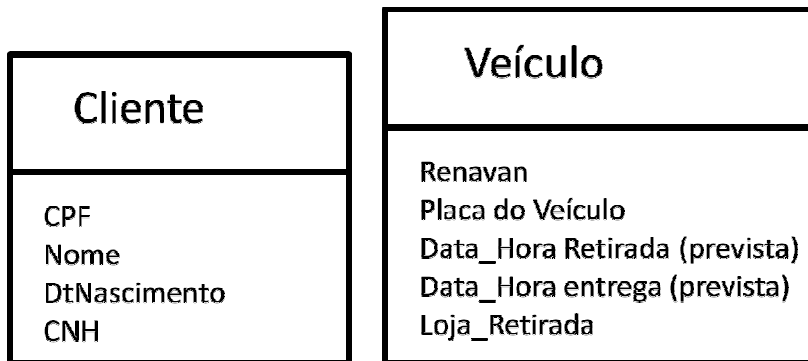 Cliente
CPF
Nome
DtNascimento
CNH
Veículo
Renavan
Placa do Veículo
Data_Hora Retirada (prevista)
Data_Hora entrega (prevista)
Loja_Retirada